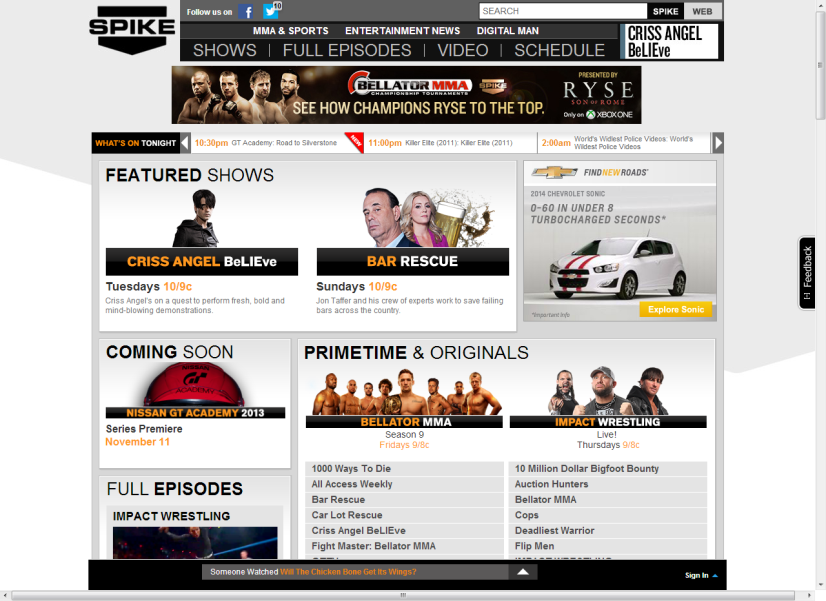 SPIKE
Follow us on
10
SEARCH
SPIKE
WEB
MMA & SPORTS
ENTERTAINMENT NEWS
DIGITAL MAN
SHOWS | FULL EPISODES | VIDEO | SCHEDULE
CRISS ANGEL
BeLIEve
BELLATOR MMA
CHAMPIONSHIP TOURNAMENTS
SPIKE
SEE HOW CHAMPIONS RYSE TO THE TOP.
PRESENTED BY
RYSE
SON OF ROME
Only on XBOX ONE
WHAT'S ON TONIGHT
10:30pm GT Academy: Road to Silverstone
NEW
11:00pm Killer Elite (2011): Killer Elite (2011)
2:00am World's Wildest Police Videos: World's
Wildest Police Videos
FEATURED SHOWS
CRISS ANGEL BeLIEve
Tuesdays 10/9c
Criss Angel's on a quest to perform fresh, bold and
mind-blowing demonstrations.
BAR RESCUE
Sundays 10/9c
Jon Taffer and his crew of experts work to save failing
bars across the country.
FIND NEW ROADS
2014 CHEVROLET SONIC
0-60 IN UNDER 8
TURBOCHARGED SECONDS*
*Important info
Explore Sonic
Feedback
COMING SOON
NISSAN
GT
ACADEMY
NISSAN GT ACADEMY 2013
Series Premiere
November 11
PRIMETIME & ORIGINALS
BELLATOR MMA
Season 9
Fridays 9/8c
IMPACT WRESTLING
Live!
Thursdays 9/8c
1000 Ways To Die
All Access Weekly
Bar Rescue
Car Lot Rescue
Criss Angel BeLIEve
Fight Master: Bellator MMA
10 Million Dollar Bigfoot Bounty
Auction Hunters
Bellator MMA
Cops
Deadliest Warrior
Flip Men
IMPACT WRESTLING
FULL EPISODES
IMPACT WRESTLING
Someone Watched Will The Chicken Bone Get Its Wings?
Sign In